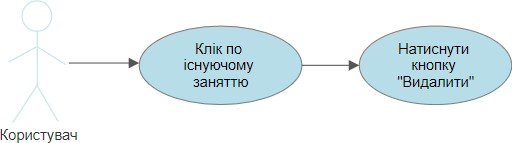 Клік по
існуючому
заняттю
Натиснути
кнопку
"Видалити"
Користувач